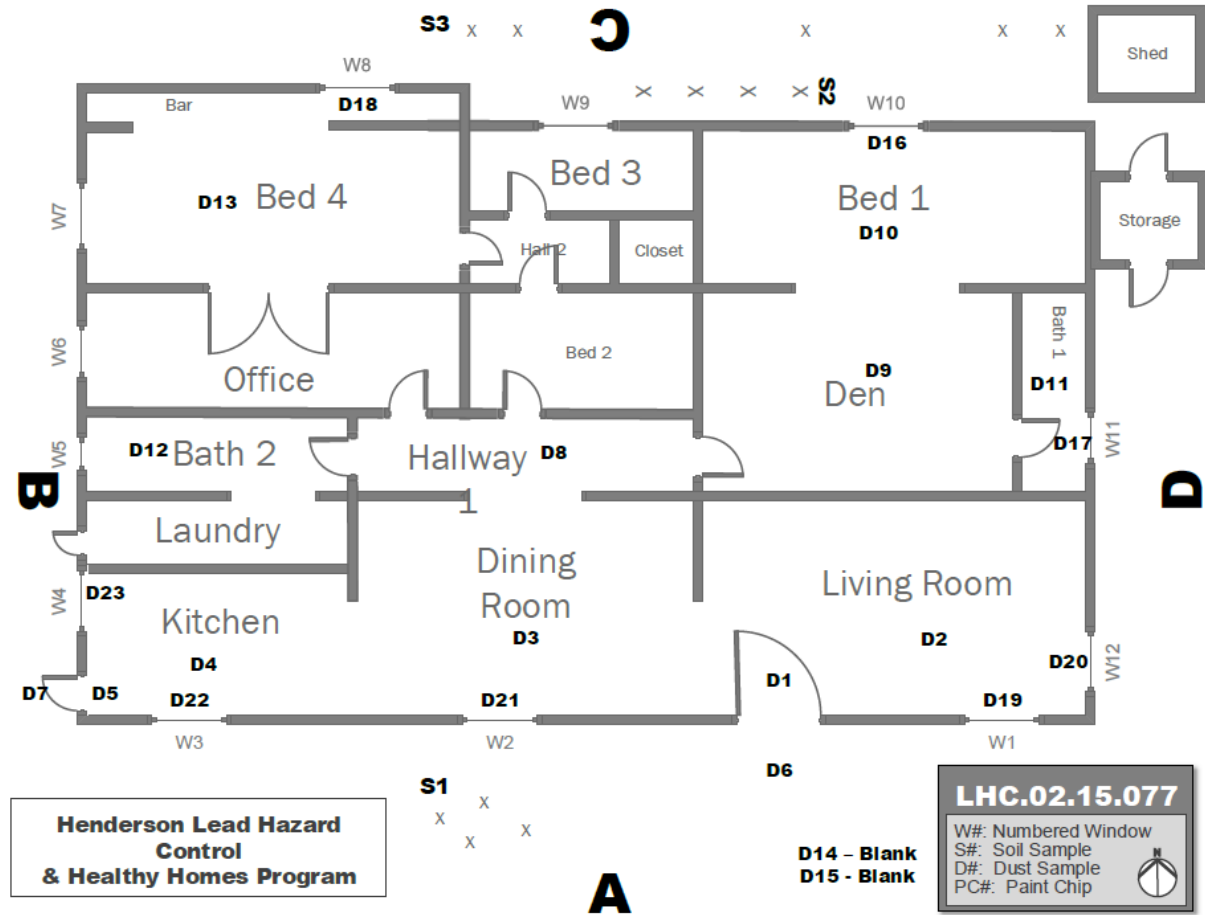 S3
x
x
C
x
x
x
Shed
W8
Bar
D18
W9
X
X
X
X
S2
W10
D16
Bed 3
Bed 4
D13
Bed 1
D10
W7
Hall 2
Closet
Storage
W6
Office
Bed 2
Bath 1
D9
Den
D11
W5
D12
Bath 2
Hallway
1
D8
D17
W11
B
D
Laundry
Dining
Room
D3
Living Room
D2
W4
D23
Kitchen
D4
D7
D5
D22
D21
D1
D19
D20
W12
W3
W2
W1
D6
S1
x
x
x
x
Henderson Lead Hazard
Control
& Healthy Homes Program
A
D14 – Blank
D15 - Blank
LHC.02.15.077
W#: Numbered Window
S#: Soil Sample
D#: Dust Sample
PC#: Paint Chip
N